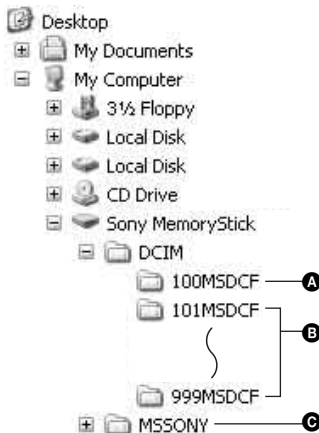 Desktop
My Documents
My Computer
3½ Floppy
Local Disk
Local Disk
CD Drive
Sony MemoryStick
DCIM
100MSDCF A
101MSDCF
B
999MSDCF
MSSONY C